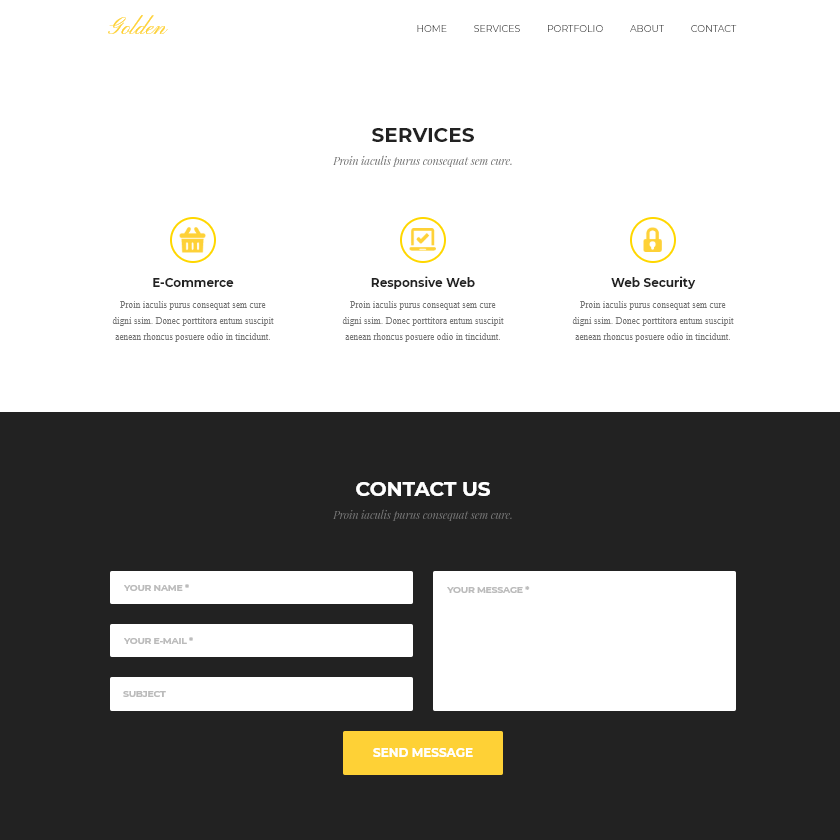 Golden
HOME SERVICES PORTFOLIO ABOUT CONTACT
SERVICES
Proin iaculis purus consequat sem cure.
E-Commerce
Proin iaculis purus consequat sem cure
digni ssim. Donec porttitora entum suscipit
aenean rhoncus posuere odio in tincidunt.
Responsive Web
Proin iaculis purus consequat sem cure
digni ssim. Donec porttitora entum suscipit
aenean rhoncus posuere odio in tincidunt.
Web Security
Proin iaculis purus consequat sem cure
digni ssim. Donec porttitora entum suscipit
aenean rhoncus posuere odio in tincidunt.
CONTACT US
Proin iaculis purus consequat sem cure.
YOUR NAME *
YOUR E-MAIL *
SUBJECT
YOUR MESSAGE *
SEND MESSAGE